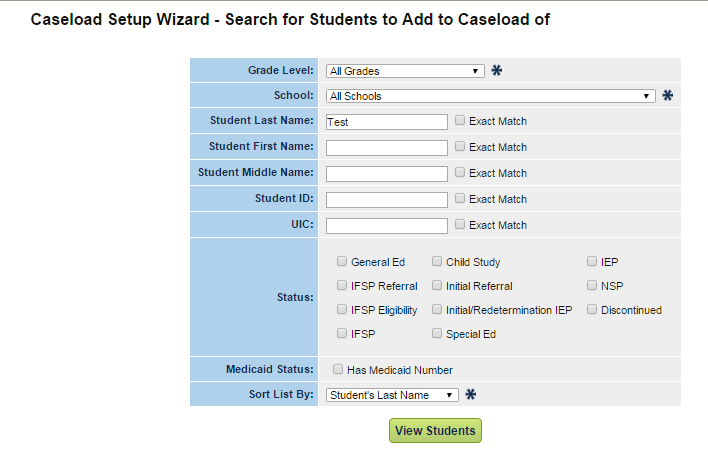 Caseload Setup Wizard - Search for Students to Add to Caseload of
Grade Level: All Grades *
School: All Schools *
Student Last Name: Test Exact Match
Student First Name: Exact Match
Student Middle Name: Exact Match
Student ID: Exact Match
UIC: Exact Match
Status:
General Ed Child Study IEP
IFSP Referral Initial Referral NSP
IFSP Eligibility Initial/Redetermination IEP Discontinued
IFSP Special Ed
Medicaid Status: Has Medicaid Number
Sort List By: Student's Last Name *
View Students